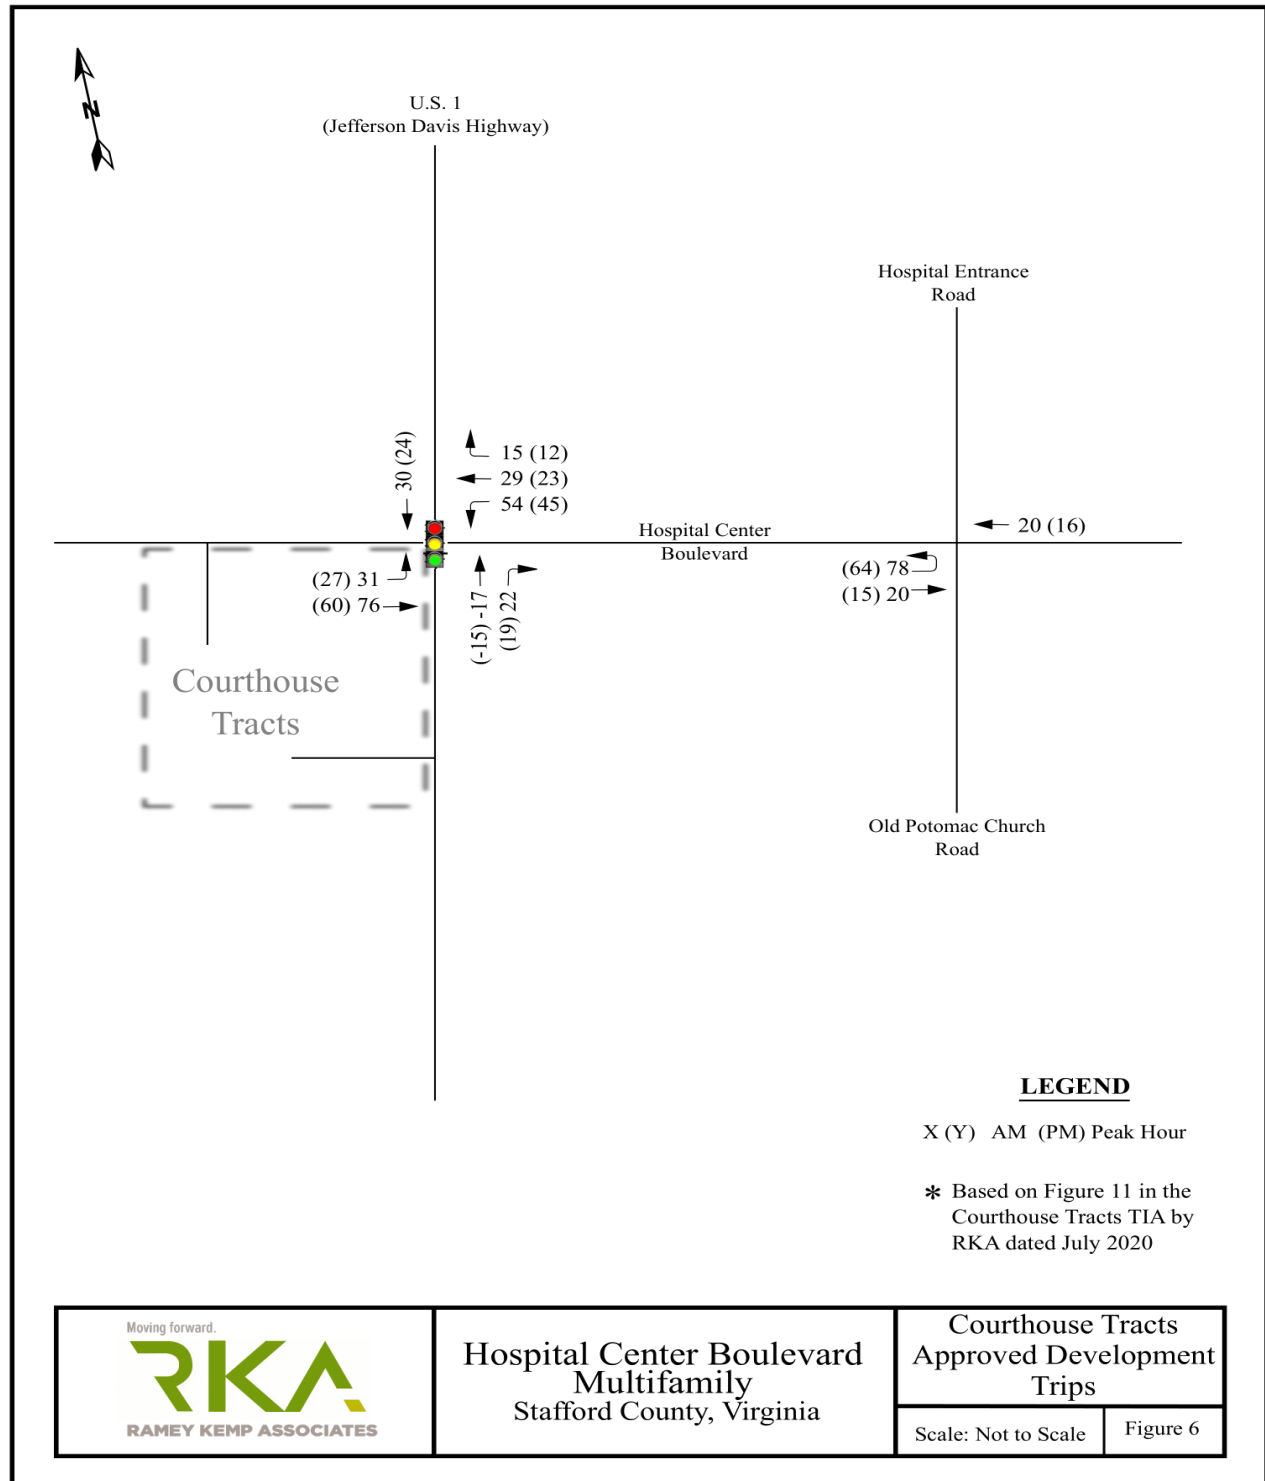 N
U.S. 1
(Jefferson Davis Highway)
Hospital Entrance
Road
30 (24)
15 (12)
29 (23)
54 (45)
Hospital Center
Boulevard
20 (16)
(27) 31
(60) 76
(-15) -17
(19) 22
(64) 78
(15) 20
Courthouse
Tracts
Old Potomac Church
Road
LEGEND
X (Y) AM (PM) Peak Hour
* Based on Figure 11 in the
Courthouse Tracts TIA by
RKA dated July 2020
Moving forward.
RKA
RAMEY KEMP ASSOCIATES
Hospital Center Boulevard
Multifamily
Stafford County, Virginia
Courthouse Tracts
Approved Development
Trips
Scale: Not to Scale
Figure 6